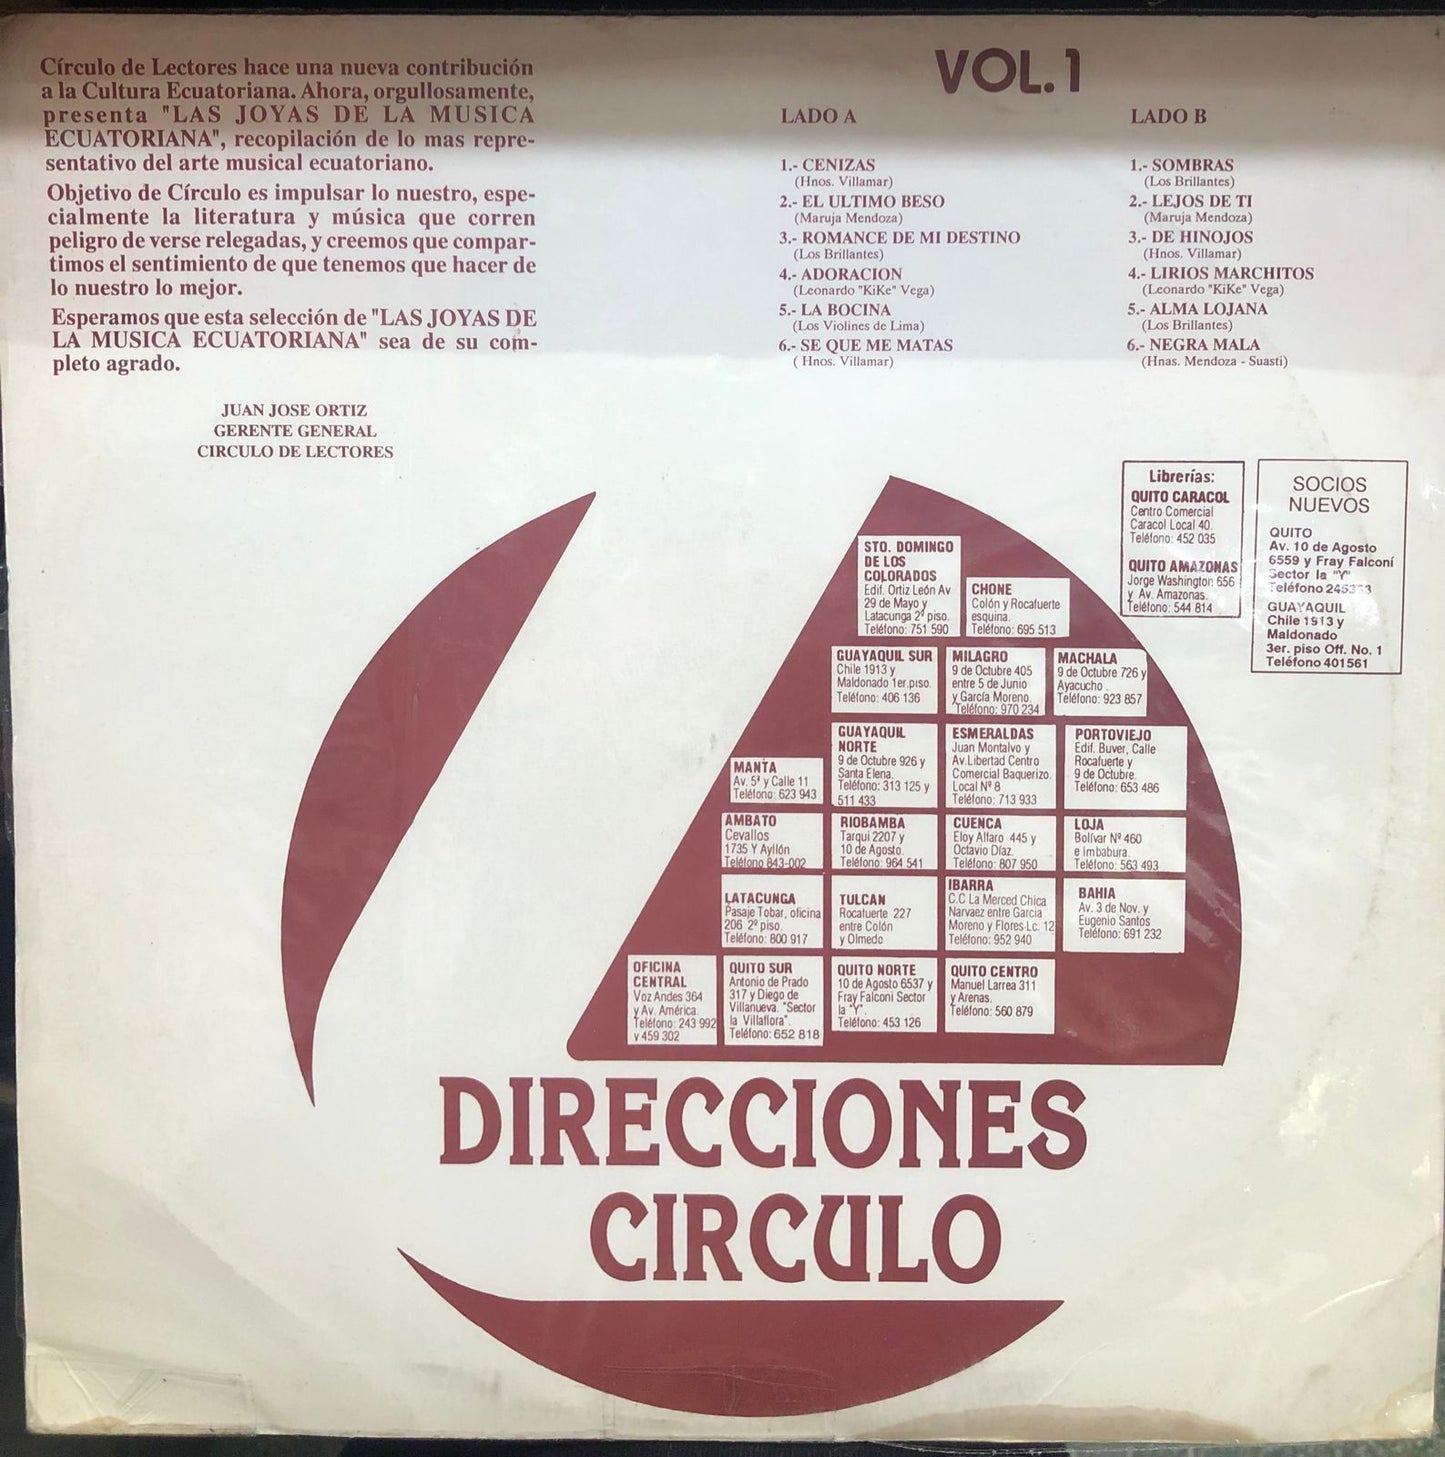 Círculo de Lectores hace una nueva contribución
a la Cultura Ecuatoriana. Ahora, orgullosamente,
presenta "LAS JOYAS DE LA MUSICA
ECUATORIANA", recopilación de lo mas repre-
sentativo del arte musical ecuatoriano.
Objetivo de Círculo es impulsar lo nuestro, espe-
cialmente la literatura y música que corren
peligro de verse relegadas, y creemos que compar-
timos el sentimiento de que tenemos que hacer de
lo nuestro lo mejor.
Esperamos que esta selección de "LAS JOYAS DE
LA MUSICA ECUATORIANA" sea de su com-
pleto agrado.
JUAN JOSE ORTIZ
GERENTE GENERAL
CIRCULO DE LECTORES
VOL.1
LADO A
1.- CENIZAS
(Hnos. Villamar)
2.- EL ULTIMO BESO
(Maruja Mendoza)
3.- ROMANCE DE MI DESTINO
(Los Brillantes)
4.- ADORACION
(Leonardo "KiKe" Vega)
5.- LA BOCINA
(Los Violines de Lima)
6.- SE QUE ME MATAS
( Hnos. Villamar)
LADO B
1.- SOMBRAS
(Los Brillantes)
2.- LEJOS DE TI
(Maruja Mendoza)
3.- DE HINOJOS
(Hnos. Villamar)
4.- LIRIOS MARCHITOS
(Leonardo "KiKe" Vega)
5.- ALMA LOJANA
(Los Brillantes)
6.- NEGRA MALA
(Hnas. Mendoza - Suasti)
Librerías:
QUITO CARACOL
Centro Comercial
Caracol Local 40.
Teléfono: 452 035
QUITO AMAZONAS
Jorge Washington 656
y Av. Amazonas.
Teléfono: 544 814
SOCIOS
NUEVOS
QUITO
Av. 10 de Agosto
6559 y Fray Falconí
Sector la "Y"
Teléfono 245333
GUAYAQUIL
Chile 1913 y
Maldonado
3er. piso Off. No. 1
Teléfono 401561
STO. DOMINGO
DE LOS
COLORADOS
Edif. Ortiz León Av
29 de Mayo y
Latacunga 2º piso.
Teléfono: 751 590
CHONE
Colón y Rocafuerte
esquina.
Teléfono: 695 513
GUAYAQUIL SUR
Chile 1913 y
Maldonado 1er.piso.
Teléfono: 406 136
MILAGRO
9 de Octubre 405
entre 5 de Junio
y García Moreno.
Teléfono: 970 234
MACHALA
9 de Octubre 726 y
Ayacucho
Teléfono: 923 857
MANTA
Av. 5ª y Calle 11
Teléfono: 623 943
GUAYAQUIL
NORTE
9 de Octubre 926 y
Santa Elena.
Teléfono: 313 125 y
511 433
ESMERALDAS
Juan Montalvo y
Av.Libertad Centro
Comercial Baquerizo.
Local Nº 8
Teléfono: 713 933
PORTOVIEJO
Edif. Buver, Calle
Rocafuerte y
9 de Octubre.
Teléfono: 653 486
AMBATO
Cevallos
1735 Y Ayllón
Teléfono 843-002
RIOBAMBA
Tarqui 2207 y
10 de Agosto.
Teléfono: 964 541
CUENCA
Eloy Alfaro 445 y
Octavio Díaz.
Teléfono: 807 950
LOJA
Bolívar Nº 460
e Imbabura.
Teléfono: 563 493
LATACUNGA
Pasaje Tobar, oficina
206 2º piso.
Teléfono: 800 917
TULCAN
Rocafuerte 227
entre Colón
y Olmedo
IBARRA
C.C La Merced Chica
Narvaez entre García
Moreno y Flores-Lc. 12
Teléfono: 952 940
BAHIA
Av. 3 de Nov. y
Eugenio Santos
Teléfono: 691 232
OFICINA
CENTRAL
Voz Andes 364
y Av. América.
Teléfono: 243 992
y 459 302
QUITO SUR
Antonio de Prado
317 y Diego de
Villanueva. "Sector
la Villaflora".
Teléfono: 652 818
QUITO NORTE
10 de Agosto 6537 y
Fray Falconi Sector
la "Y".
Teléfono: 453 126
QUITO CENTRO
Manuel Larrea 311
y Arenas.
Teléfono: 560 879
DIRECCIONES
CIRCULO